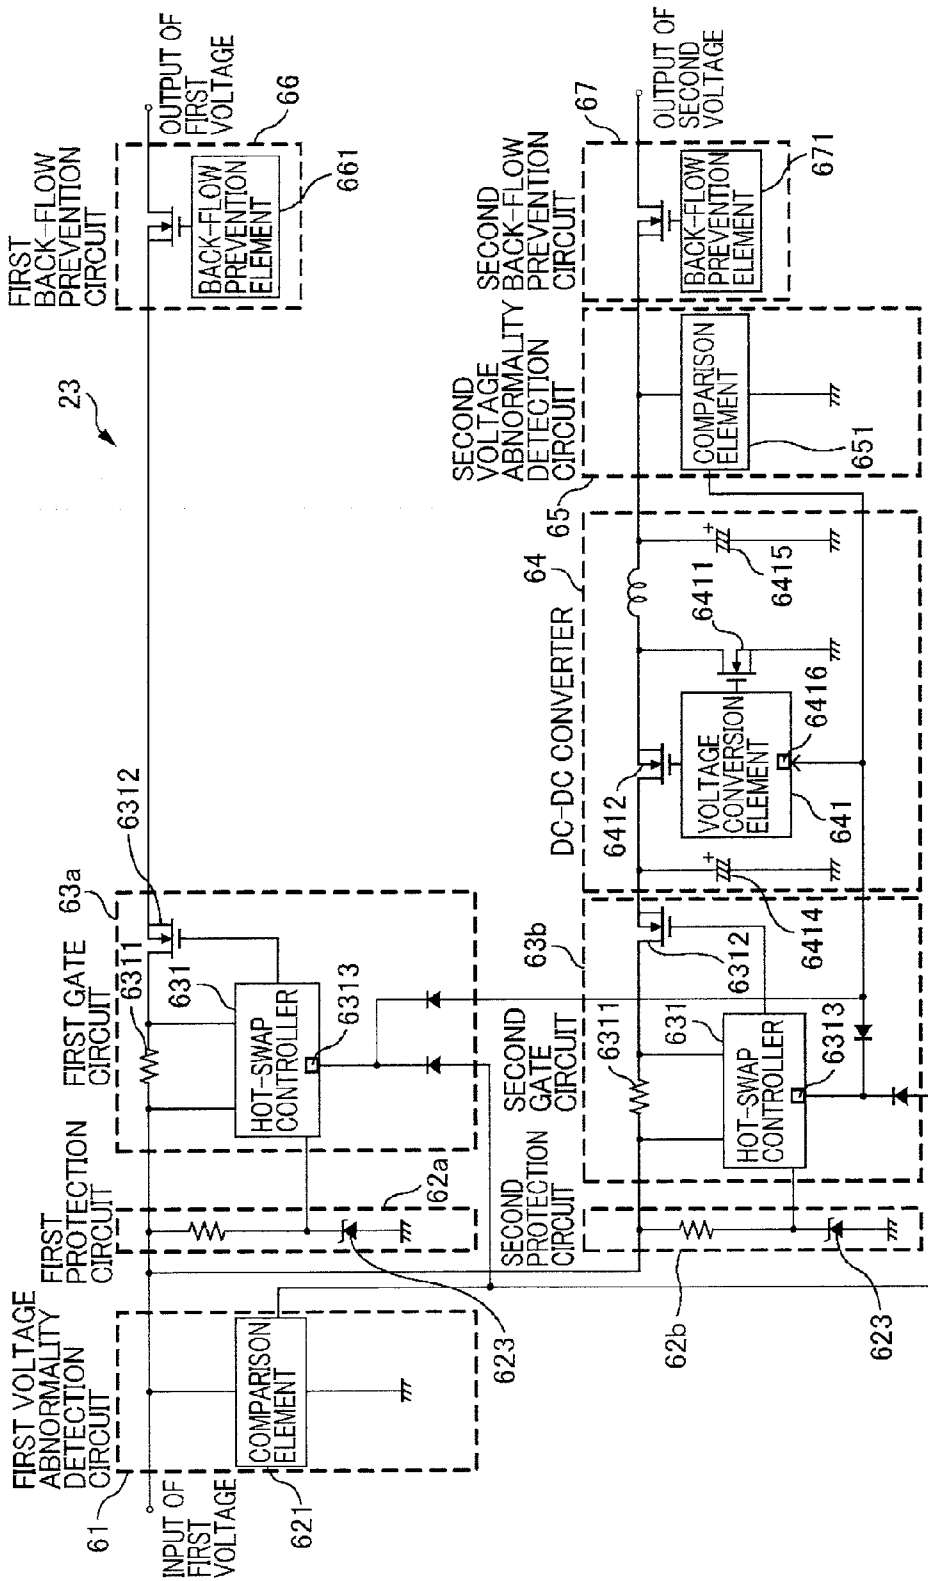 FIRST VOLTAGE
ABNORMALITY
DETECTION
CIRCUIT
61
INPUT OF
FIRST
VOLTAGE
COMPARISON
ELEMENT
621
FIRST
PROTECTION
CIRCUIT
62a
623
FIRST GATE
CIRCUIT
63a
6311
6312
631
HOT-SWAP
CONTROLLER
6313
23
FIRST
BACK-FLOW
PREVENTION
CIRCUIT
BACK-FLOW
PREVENTION
ELEMENT
661
66
OUTPUT OF
FIRST
VOLTAGE
SECOND
PROTECTION
CIRCUIT
62b
623
SECOND
GATE
CIRCUIT
63b
6311
631
6312
HOT-SWAP
CONTROLLER
6313
DC-DC CONVERTER
64
6412
6414
VOLTAGE
CONVERSION
ELEMENT
641
6416
6411
6415
SECOND
VOLTAGE
ABNORMALITY
DETECTION
CIRCUIT
65
COMPARISON
ELEMENT
651
SECOND
BACK-FLOW
PREVENTION
CIRCUIT
67
BACK-FLOW
PREVENTION
ELEMENT
671
OUTPUT OF
SECOND
VOLTAGE